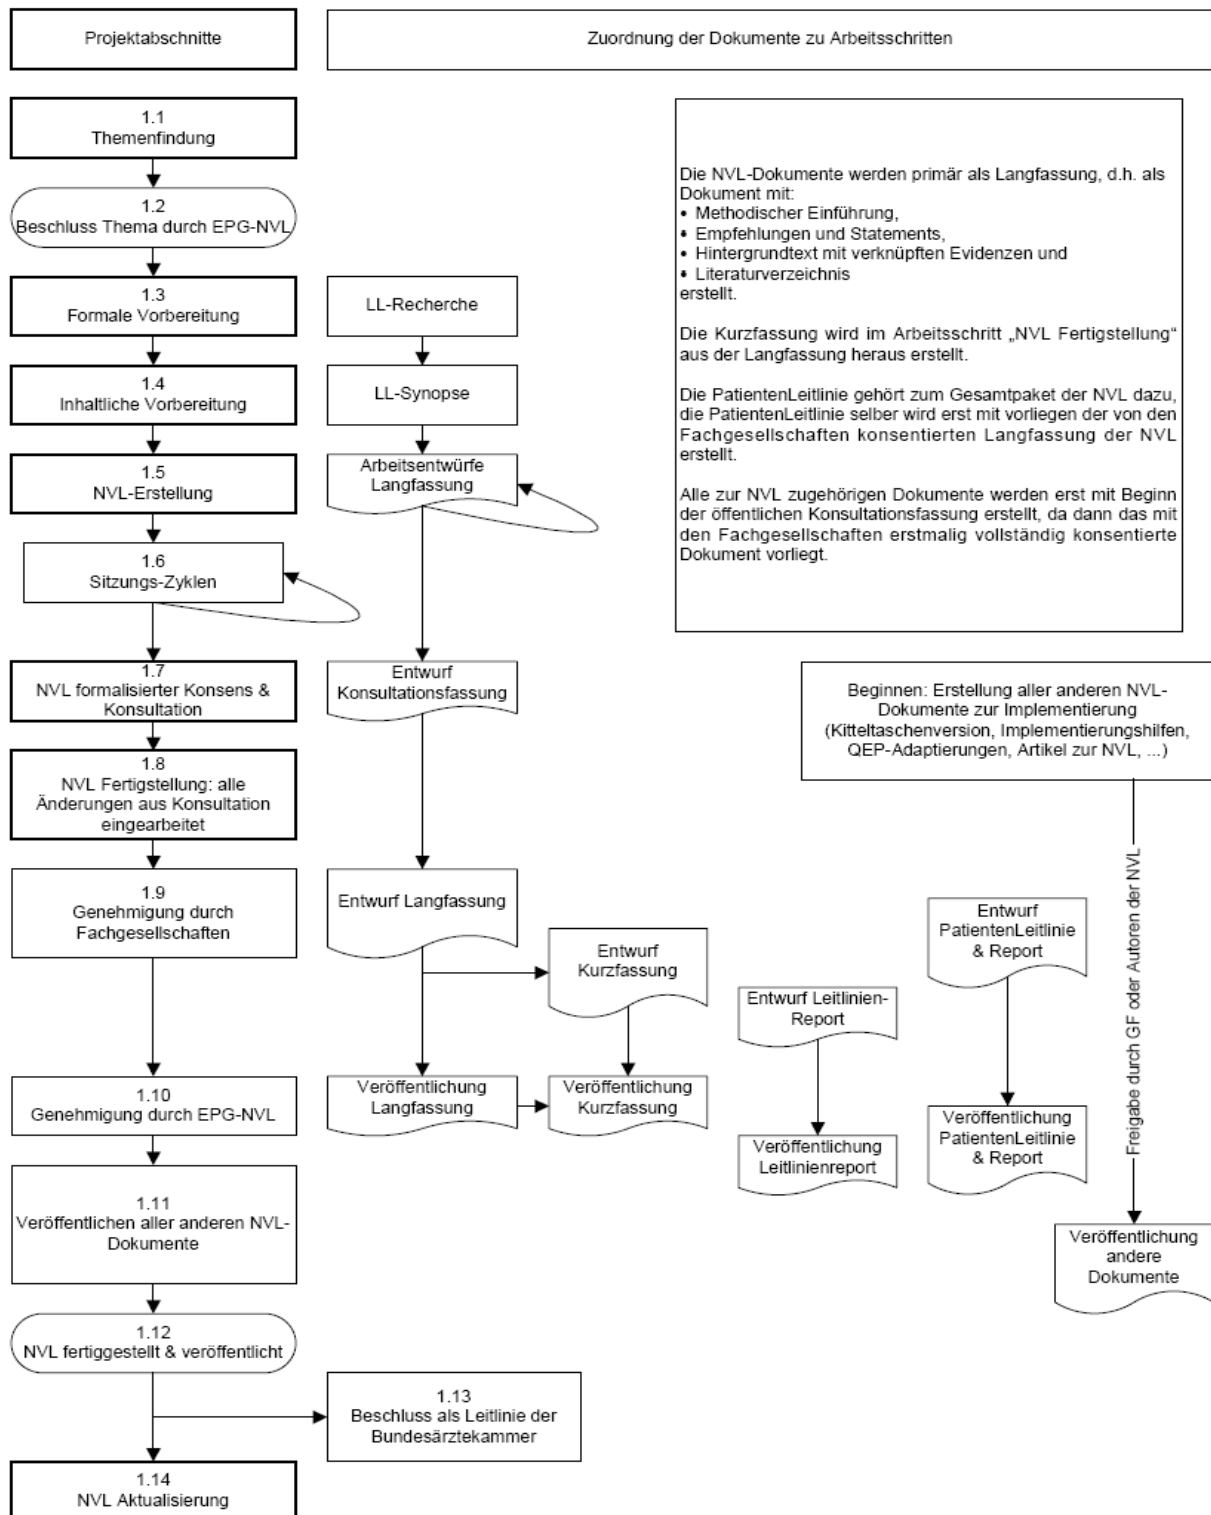 Projektabschnitte
Zuordnung der Dokumente zu Arbeitsschritten
1.1
Themenfindung
1.2
Beschluss Thema durch EPG-NVL
1.3
Formale Vorbereitung
1.4
Inhaltliche Vorbereitung
1.5
NVL-Erstellung
1.6
Sitzungs-Zyklen
1.7
NVL formalisierter Konsens &
Konsultation
1.8
NVL Fertigstellung: alle
Änderungen aus Konsultation
eingearbeitet
1.9
Genehmigung durch
Fachgesellschaften
1.10
Genehmigung durch EPG-NVL
1.11
Veröffentlichen aller anderen NVL-
Dokumente
1.12
NVL fertiggestellt & veröffentlicht
1.13
Beschluss als Leitlinie der
Bundesärztekammer
1.14
NVL Aktualisierung
LL-Recherche
LL-Synopse
Arbeitsentwürfe
Langfassung
Entwurf
Konsultationsfassung
Entwurf Langfassung
Entwurf
Kurzfassung
Veröffentlichung
Langfassung
Veröffentlichung
Kurzfassung
Entwurf Leitlinien-
Report
Veröffentlichung
Leitlinienreport
Entwurf
PatientenLeitlinie
& Report
Veröffentlichung
PatientenLeitlinie
& Report
Die NVL-Dokumente werden primär als Langfassung, d.h. als
Dokument mit:
• Methodischer Einführung,
• Empfehlungen und Statements,
• Hintergrundtext mit verknüpften Evidenzen und
• Literaturverzeichnis
erstellt.
Die Kurzfassung wird im Arbeitsschritt „NVL Fertigstellung“
aus der Langfassung heraus erstellt.
Die PatientenLeitlinie gehört zum Gesamtpaket der NVL dazu,
die PatientenLeitlinie selber wird erst mit vorliegen der von den
Fachgesellschaften konsentierten Langfassung der NVL
erstellt.
Alle zur NVL zugehörigen Dokumente werden erst mit Beginn
der öffentlichen Konsultationsfassung erstellt, da dann das mit
den Fachgesellschaften erstmalig vollständig konsentierte
Dokument vorliegt.
Beginnen: Erstellung aller anderen NVL-
Dokumente zur Implementierung
(Kitteltaschenversion, Implementierungshilfen,
QEP-Adaptierungen, Artikel zur NVL, ...)
Freigabe durch GF oder Autoren der NVL
Veröffentlichung
andere
Dokumente